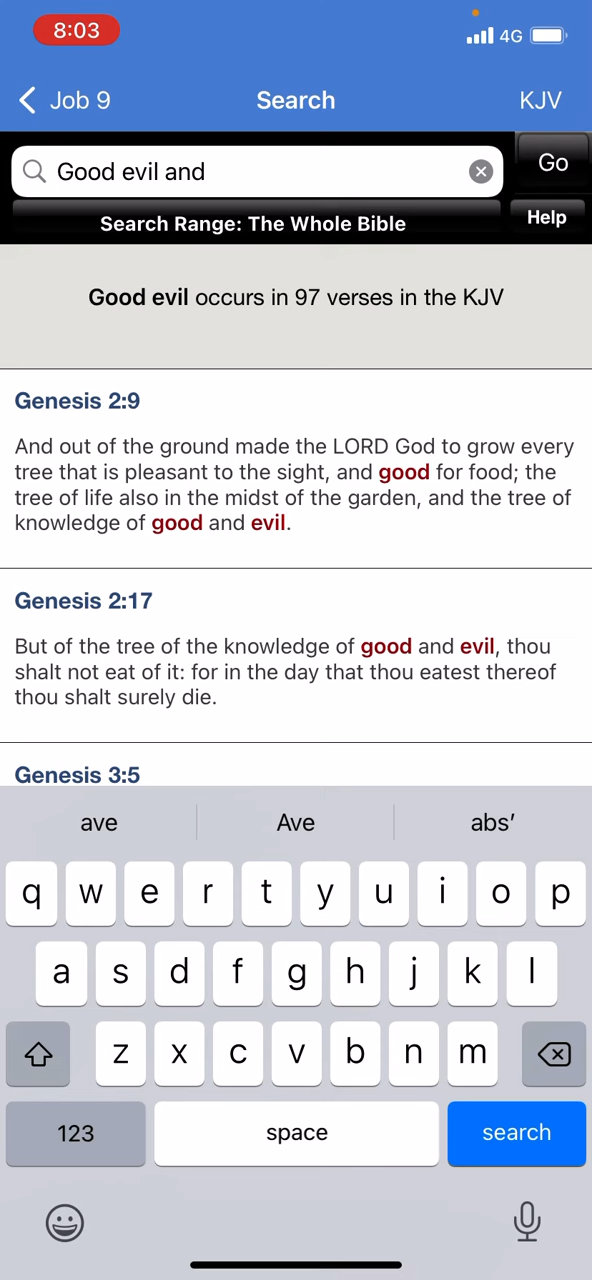 8:03 4G
Job 9 Search KJV
Good evil and Go
Search Range: The Whole Bible Help
Good evil occurs in 97 verses in the KJV
Genesis 2:9
And out of the ground made the LORD God to grow every
tree that is pleasant to the sight, and good for food; the
tree of life also in the midst of the garden, and the tree of
knowledge of good and evil.
Genesis 2:17
But of the tree of the knowledge of good and evil, thou
shalt not eat of it: for in the day that thou eatest thereof
thou shalt surely die.
Genesis 3:5
ave Ave abs’
q w e r t y u i o p
a s d f g h j k l
z x c v b n m
123 space search